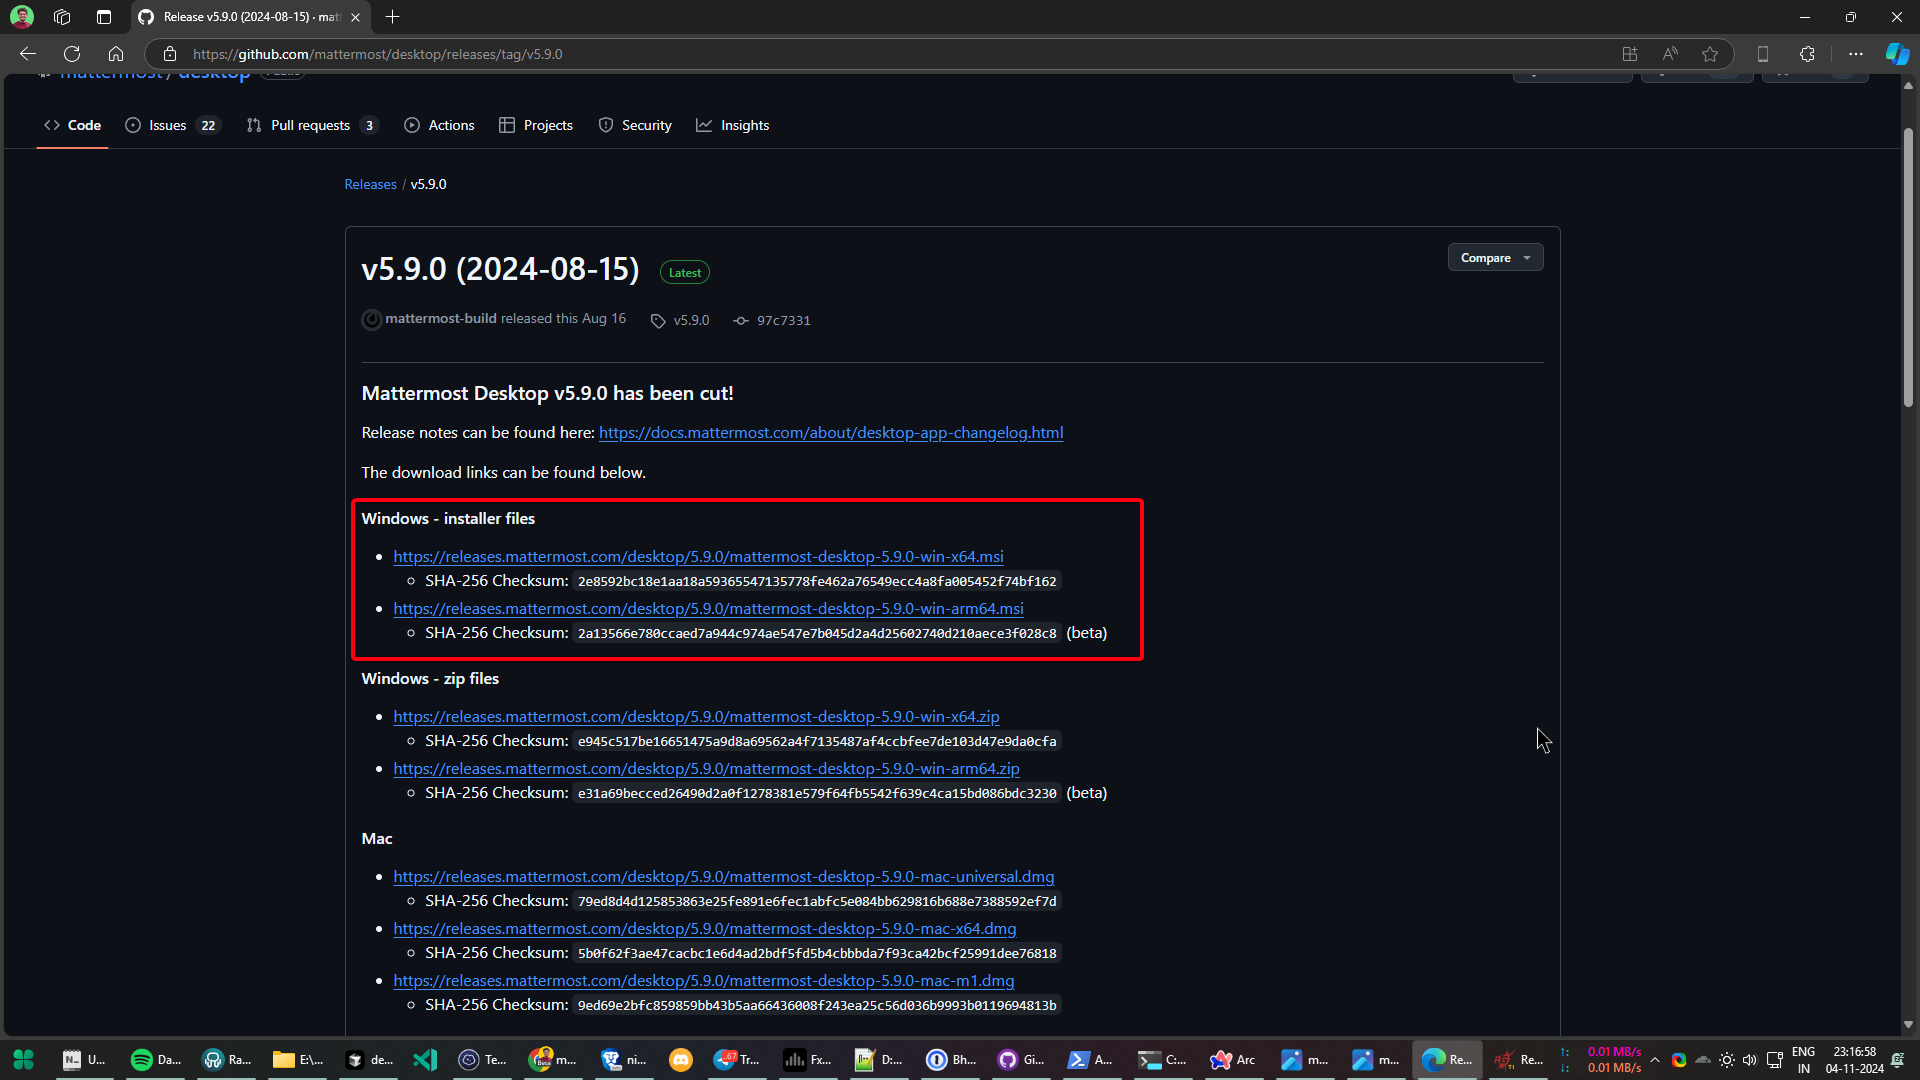 Release v5.9.0 (2024-08-15) · mat
https://github.com/mattermost/desktop/releases/tag/v5.9.0
mattermost / desktop Public
Code
Issues 22
Pull requests 3
Actions
Projects
Security
Insights
Releases / v5.9.0
v5.9.0 (2024-08-15) Latest
Compare
mattermost-build released this Aug 16 v5.9.0 97c7331
Mattermost Desktop v5.9.0 has been cut!
Release notes can be found here: https://docs.mattermost.com/about/desktop-app-changelog.html
The download links can be found below.
Windows - installer files
• https://releases.mattermost.com/desktop/5.9.0/mattermost-desktop-5.9.0-win-x64.msi
SHA-256 Checksum: 2e8592bc18e1aa18a59365547135778fe462a76549ecc4a8fa005452f74bf162
• https://releases.mattermost.com/desktop/5.9.0/mattermost-desktop-5.9.0-win-arm64.msi
SHA-256 Checksum: 2a13566e780ccaed7a944c974ae547e7b045d2a4d25602740d210aece3f028c8 (beta)
Windows - zip files
• https://releases.mattermost.com/desktop/5.9.0/mattermost-desktop-5.9.0-win-x64.zip
SHA-256 Checksum: e945c517be16651475a9d8a69562a4f7135487af4ccbfee7de103d47e9da0cfa
• https://releases.mattermost.com/desktop/5.9.0/mattermost-desktop-5.9.0-win-arm64.zip
SHA-256 Checksum: e31a69becced26490d2a0f1278381e579f64fb5542f639c4ca15bd086bdc3230 (beta)
Mac
• https://releases.mattermost.com/desktop/5.9.0/mattermost-desktop-5.9.0-mac-universal.dmg
SHA-256 Checksum: 79ed8d4d125853863e25fe891e6fec1abfc5e084bb629816b688e7388592ef7d
• https://releases.mattermost.com/desktop/5.9.0/mattermost-desktop-5.9.0-mac-x64.dmg
SHA-256 Checksum: 5b0f62f3ae47cacbc1e6d4ad2bdf5fd5b4cbbbda7f93ca42bcf25991dee76818
• https://releases.mattermost.com/desktop/5.9.0/mattermost-desktop-5.9.0-mac-m1.dmg
SHA-256 Checksum: 9ed69e2bfc859859bb43b5aa66436008f243ea25c56d036b9993b0119694813b
U... Da... Ra... E:\... de... Te... m... ni... 67 Tr... Fx... D:... Bh... Gi... A... C:... Arc m... m... Re... Re...
0.01 MB/s
0.01 MB/s
ENG
IN
23:16:58
04-11-2024